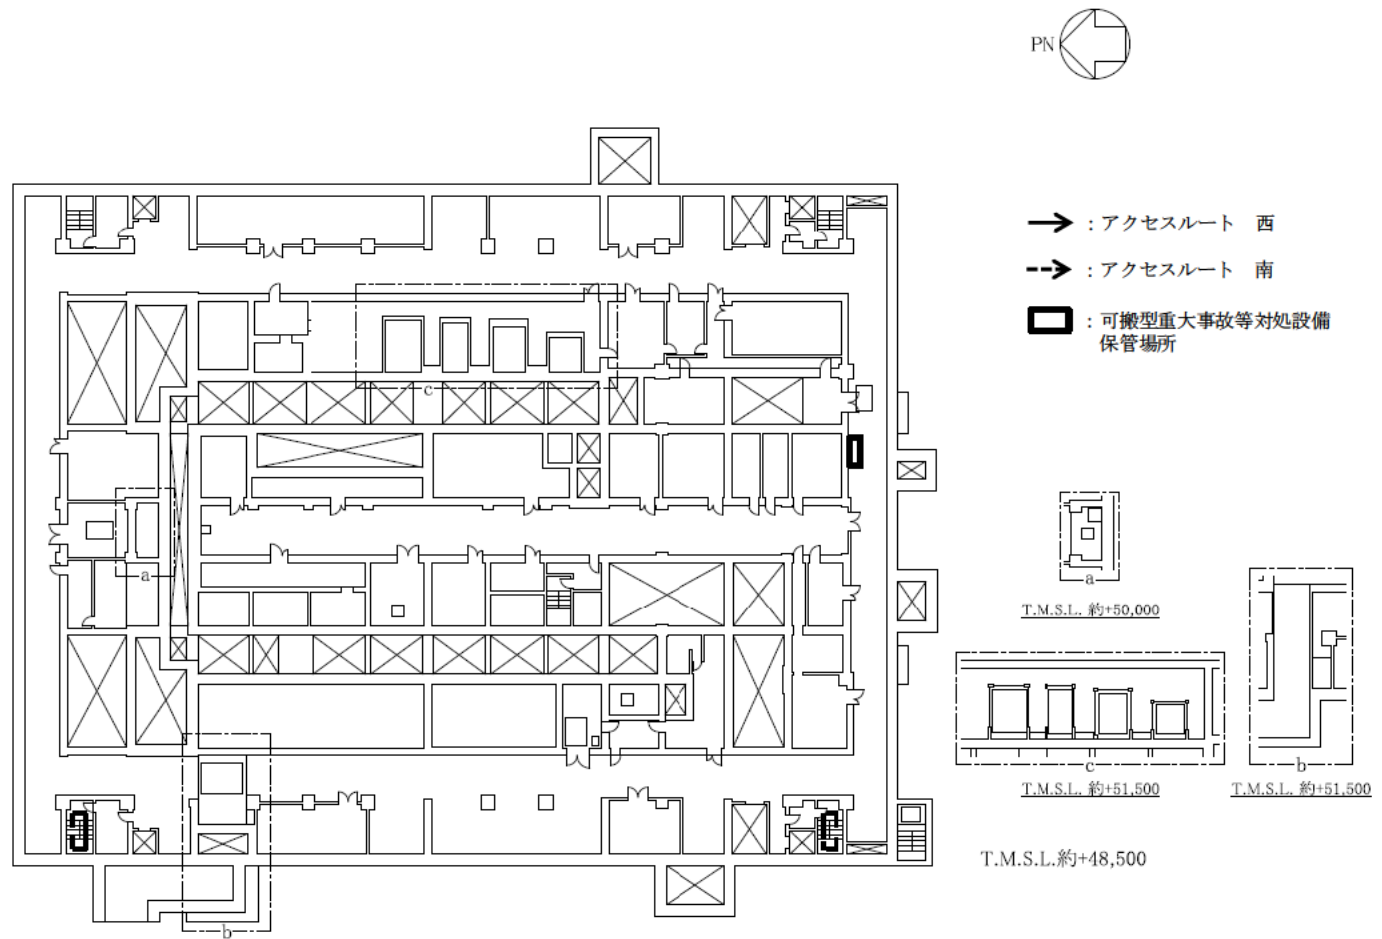 PN
：アクセスルート　西
：アクセスルート　南
：可搬型重大事故等対処設備
保管場所
c
a
b
a
T.M.S.L. 約+50,000
c
T.M.S.L. 約+51,500
b
T.M.S.L. 約+51,500
T.M.S.L.約+48,500